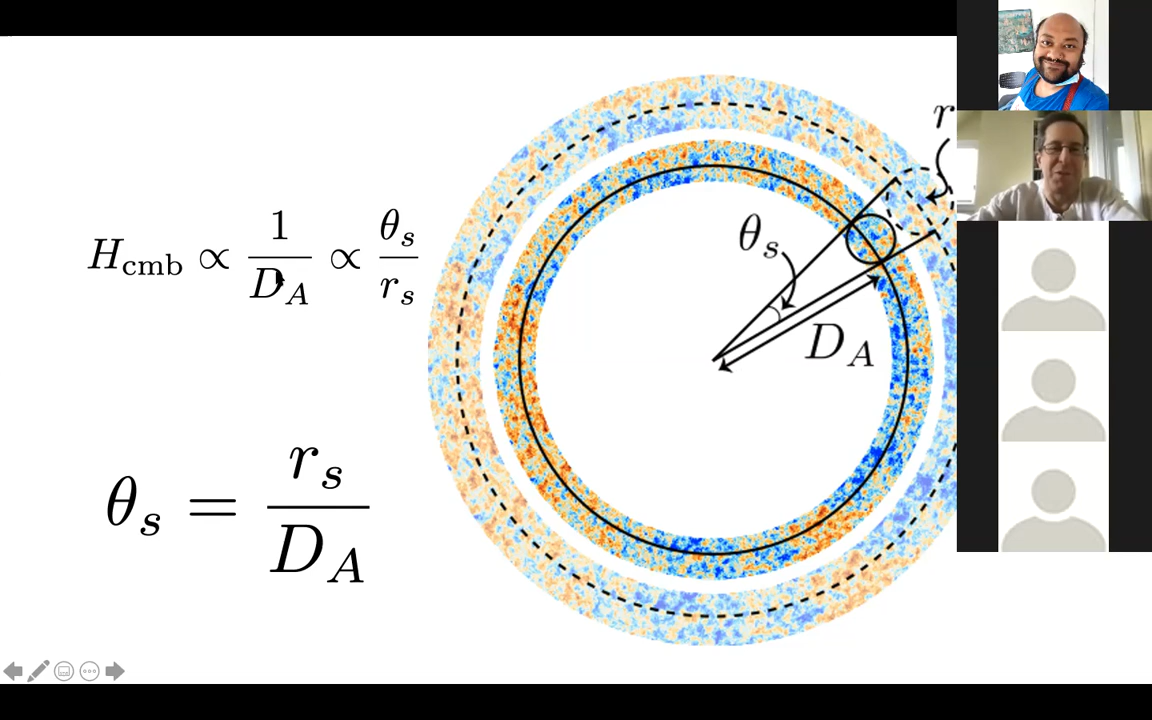 H_cmb ∝ 1/D_A ∝ θ_s/r_s
θ_s = r_s/D_A
θ_s
D_A
r